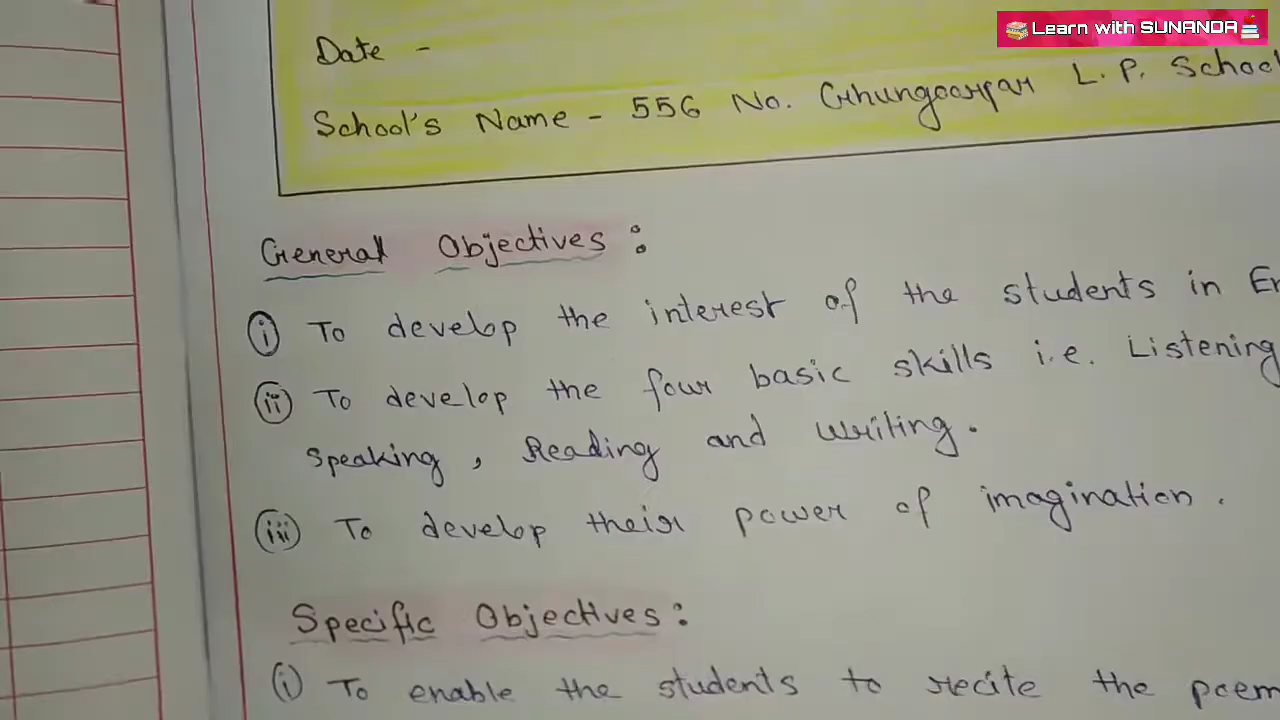 Learn with SUNANDA
Date -
School's Name - 556 No. Ghungoorpar L. P. School
General Objectives :
(i) To develop the interest of the students in En
(ii) To develop the four basic skills i.e. Listening
Speaking , Reading and Writing.
(iii) To develop their power of imagination.
Specific Objectives :
(i) To enable the students to recite the poem